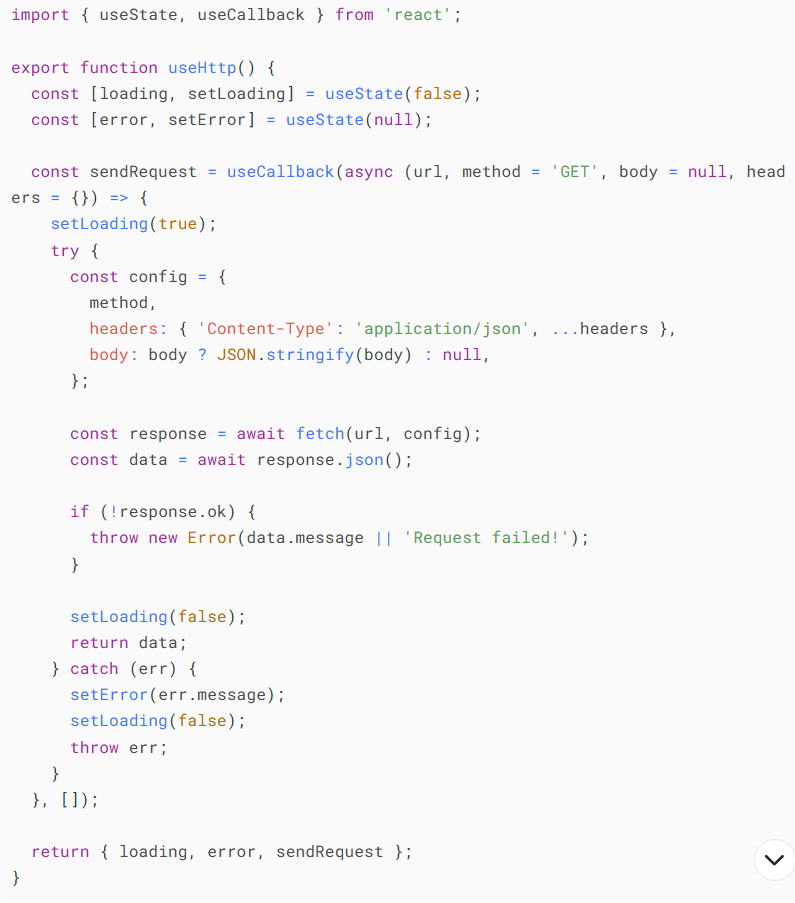 import { useState, useCallback } from 'react';

export function useHttp() {
  const [loading, setLoading] = useState(false);
  const [error, setError] = useState(null);

  const sendRequest = useCallback(async (url, method = 'GET', body = null, head
ers = {}) => {
    setLoading(true);
    try {
      const config = {
        method,
        headers: { 'Content-Type': 'application/json', ...headers },
        body: body ? JSON.stringify(body) : null,
      };

      const response = await fetch(url, config);
      const data = await response.json();

      if (!response.ok) {
        throw new Error(data.message || 'Request failed!');
      }

      setLoading(false);
      return data;
    } catch (err) {
      setError(err.message);
      setLoading(false);
      throw err;
    }
  }, []);

  return { loading, error, sendRequest };
}